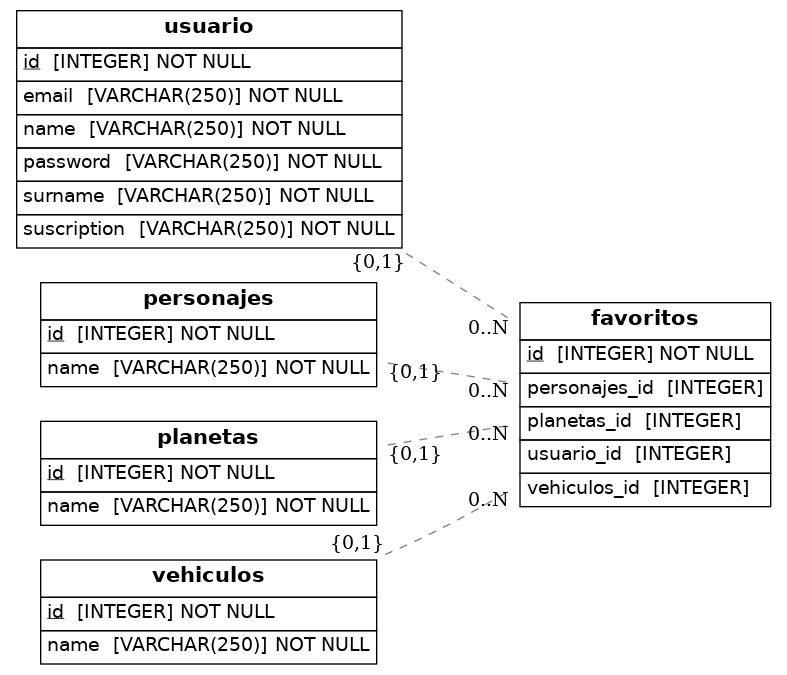 usuario
id [INTEGER] NOT NULL
email [VARCHAR(250)] NOT NULL
name [VARCHAR(250)] NOT NULL
password [VARCHAR(250)] NOT NULL
surname [VARCHAR(250)] NOT NULL
suscription [VARCHAR(250)] NOT NULL
{0,1}
0..N
personajes
id [INTEGER] NOT NULL
name [VARCHAR(250)] NOT NULL
{0,1}
0..N
planetas
id [INTEGER] NOT NULL
name [VARCHAR(250)] NOT NULL
{0,1}
0..N
vehiculos
id [INTEGER] NOT NULL
name [VARCHAR(250)] NOT NULL
{0,1}
0..N
favoritos
id [INTEGER] NOT NULL
personajes_id [INTEGER]
planetas_id [INTEGER]
usuario_id [INTEGER]
vehiculos_id [INTEGER]